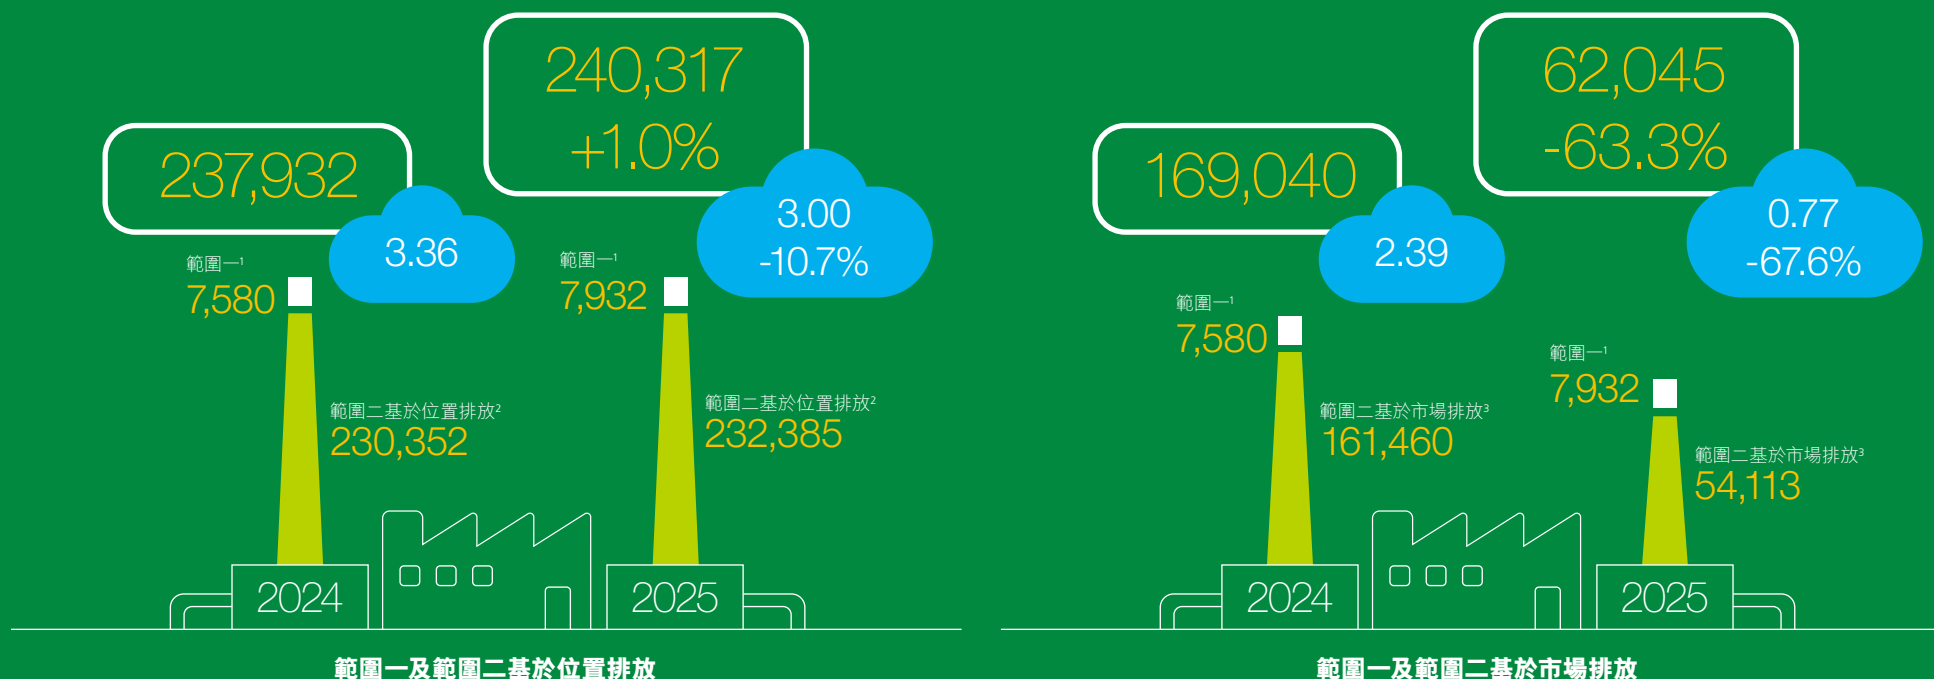 237,932
240,317
+1.0%
3.36
3.00
-10.7%
範圍一¹
7,580
範圍一¹
7,932
範圍二基於位置排放²
230,352
範圍二基於位置排放²
232,385
2024
2025
範圍一及範圍二基於位置排放
169,040
62,045
-63.3%
2.39
0.77
-67.6%
範圍一¹
7,580
範圍一¹
7,932
範圍二基於市場排放³
161,460
範圍二基於市場排放³
54,113
2024
2025
範圍一及範圍二基於市場排放